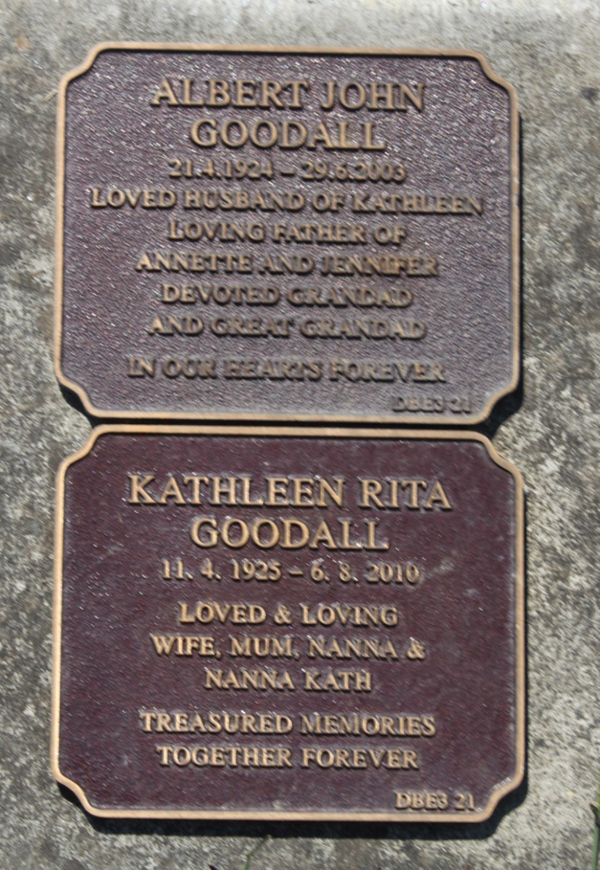 ALBERT JOHN
GOODALL
21.4.1924 – 29.6.2003
LOVED HUSBAND OF KATHLEEN
LOVING FATHER OF
ANNETTE AND JENNIFER
DEVOTED GRANDAD
AND GREAT GRANDAD
IN OUR HEARTS FOREVER
DBE3 21
KATHLEEN RITA
GOODALL
11. 4. 1925 – 6. 8. 2010
LOVED & LOVING
WIFE, MUM, NANNA &
NANNA KATH
TREASURED MEMORIES
TOGETHER FOREVER
DBE3 21